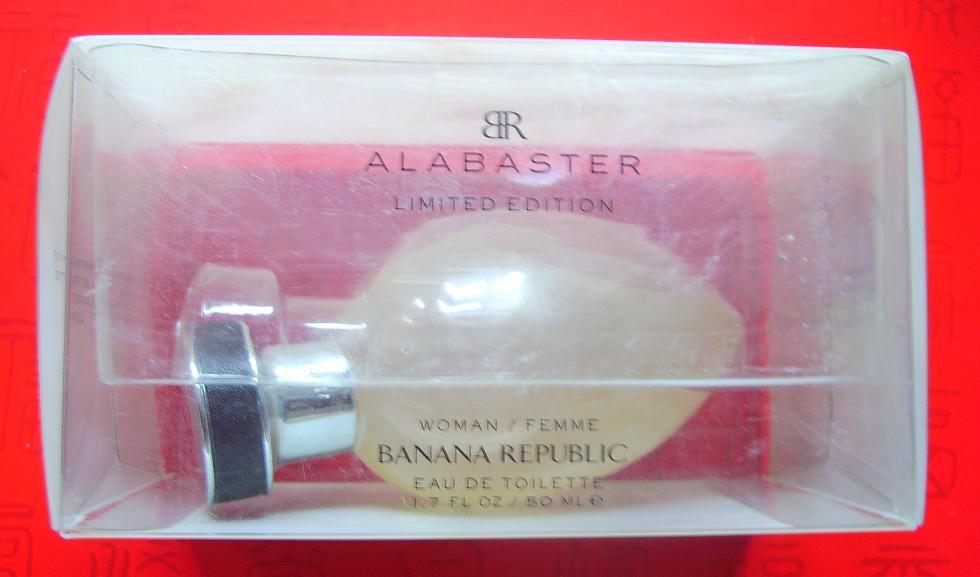 BR
ALABASTER
LIMITED EDITION
WOMAN / FEMME
BANANA REPUBLIC
EAU DE TOILETTE
1.7 FL OZ / 50 ML ℮